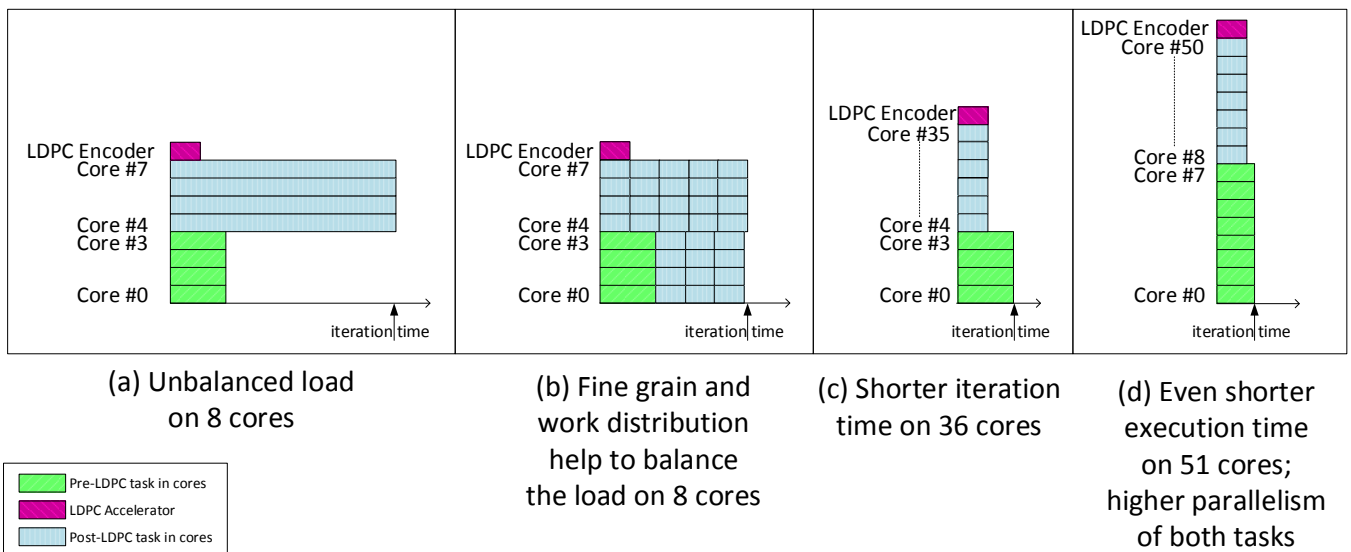 LDPC Encoder
Core #7
Core #4
Core #3
Core #0
iteration time
(a) Unbalanced load
on 8 cores
LDPC Encoder
Core #7
Core #4
Core #3
Core #0
iteration time
(b) Fine grain and
work distribution
help to balance
the load on 8 cores
LDPC Encoder
Core #35
Core #4
Core #3
Core #0
iteration time
(c) Shorter iteration
time on 36 cores
LDPC Encoder
Core #50
Core #8
Core #7
Core #0
iteration time
(d) Even shorter
execution time
on 51 cores;
higher parallelism
of both tasks
Pre-LDPC task in cores
LDPC Accelerator
Post-LDPC task in cores